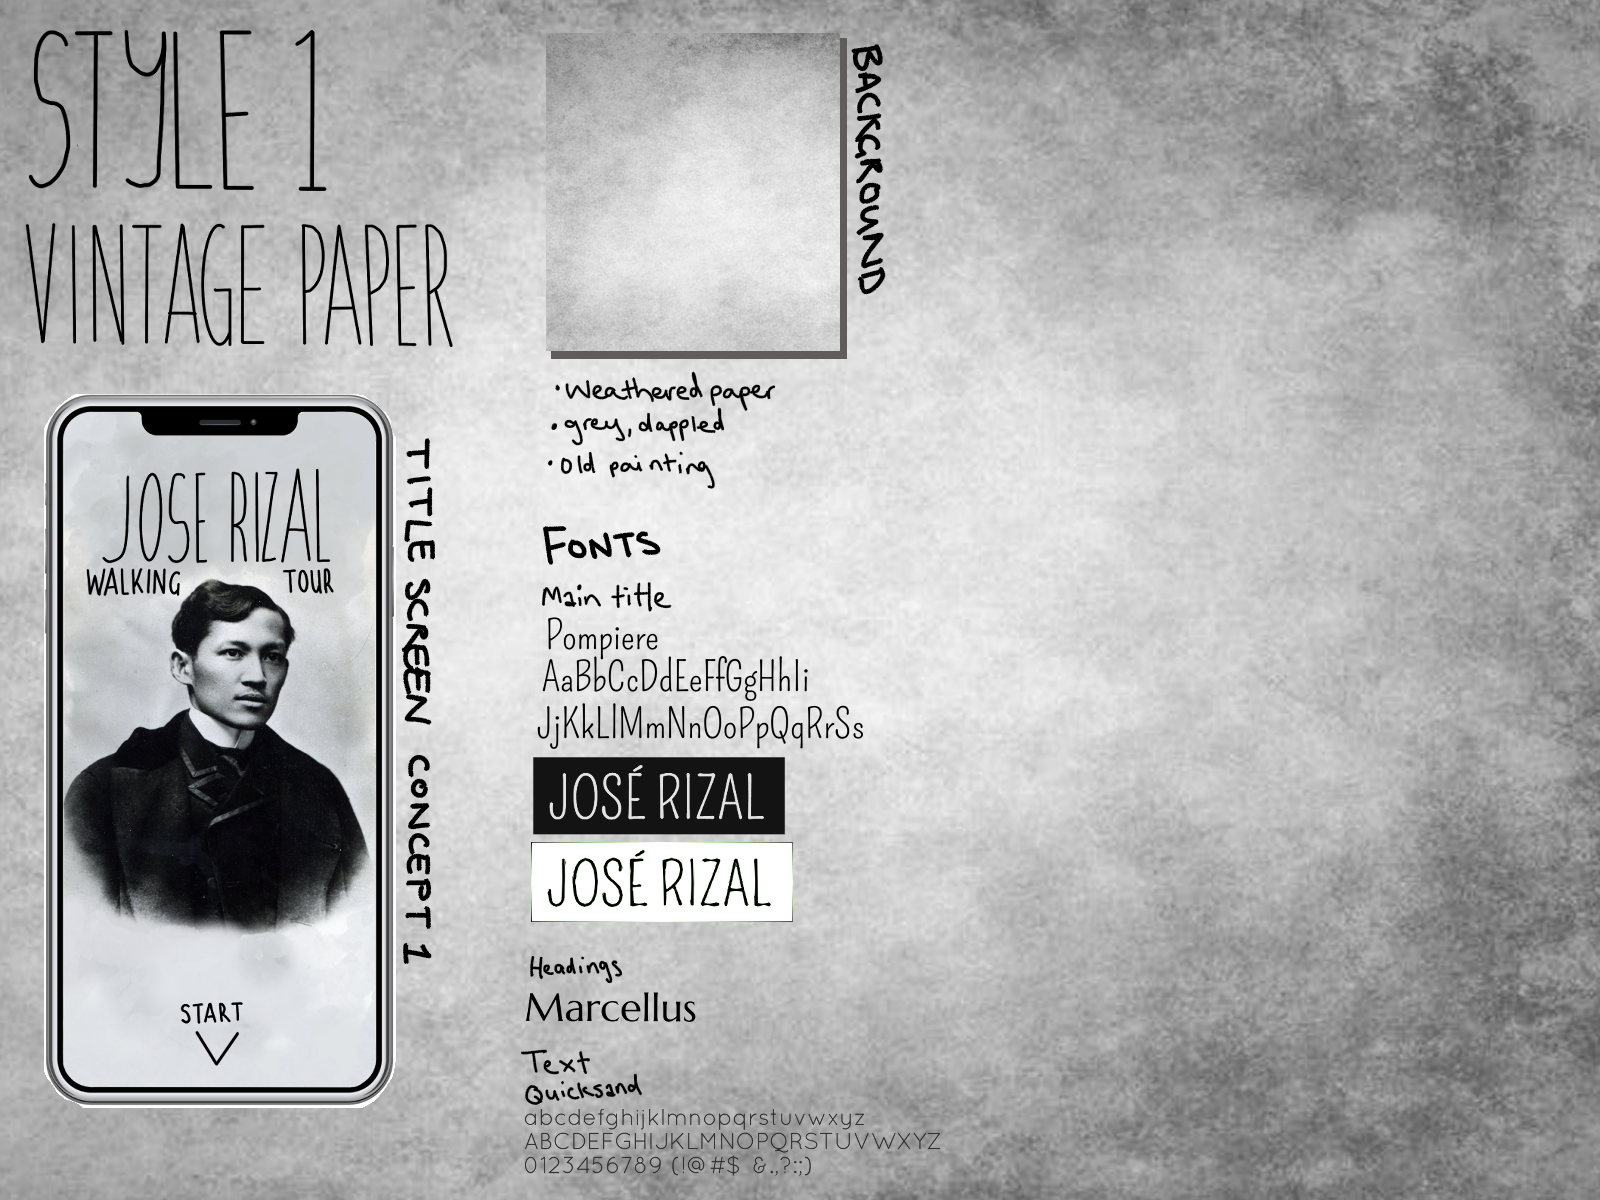 STYLE 1
VINTAGE PAPER
JOSE RIZAL
WALKING TOUR
START
TITLE SCREEN CONCEPT 1
BACKGROUND
• Weathered paper
• grey, dappled
• Old painting
FONTS
Main title
Pompiere
AaBbCcDdEeFfGgHhIi
JjKkLlMmNnOoPpQqRrSs
JOSÉ RIZAL
JOSÉ RIZAL
Headings
Marcellus
Text
Quicksand
abcdefghijklmnopqrstuvwxyz
ABCDEFGHIJKLMNOPQRSTUVWXYZ
0123456789 (!@#$ &.,?:;)